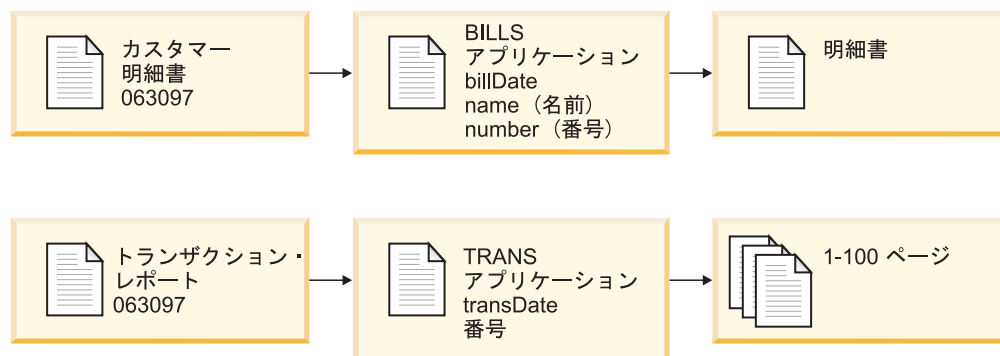 カスタマー
明細書
063097
BILLS
アプリケーション
billDate
name（名前）
number（番号）
明細書
トランザクション・
レポート
063097
TRANS
アプリケーション
transDate
番号
1-100 ページ